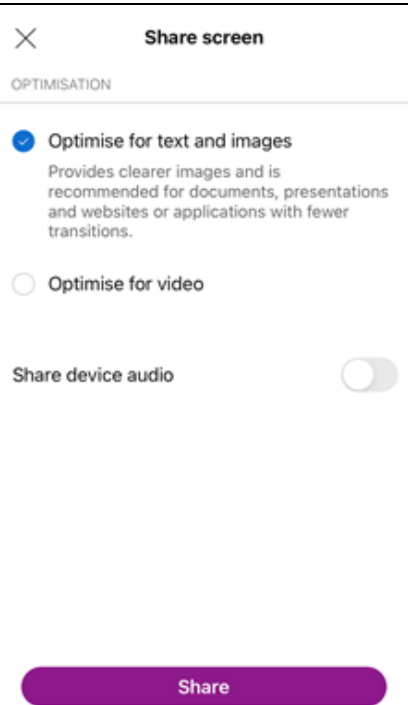 Share screen
OPTIMISATION
Optimise for text and images
Provides clearer images and is
recommended for documents, presentations
and websites or applications with fewer
transitions.
Optimise for video
Share device audio
Share